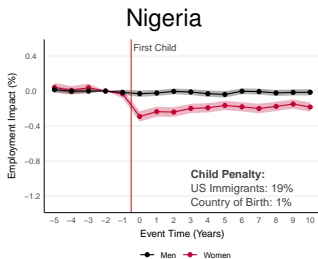 Nigeria
First Child
0.4
0.0
−0.4
−0.8
−1.2
Employment Impact (%)
Child Penalty:
US Immigrants: 19%
Country of Birth: 1%
−5 −4 −3 −2 −1 0 1 2 3 4 5 6 7 8 9 10
Event Time (Years)
Men Women